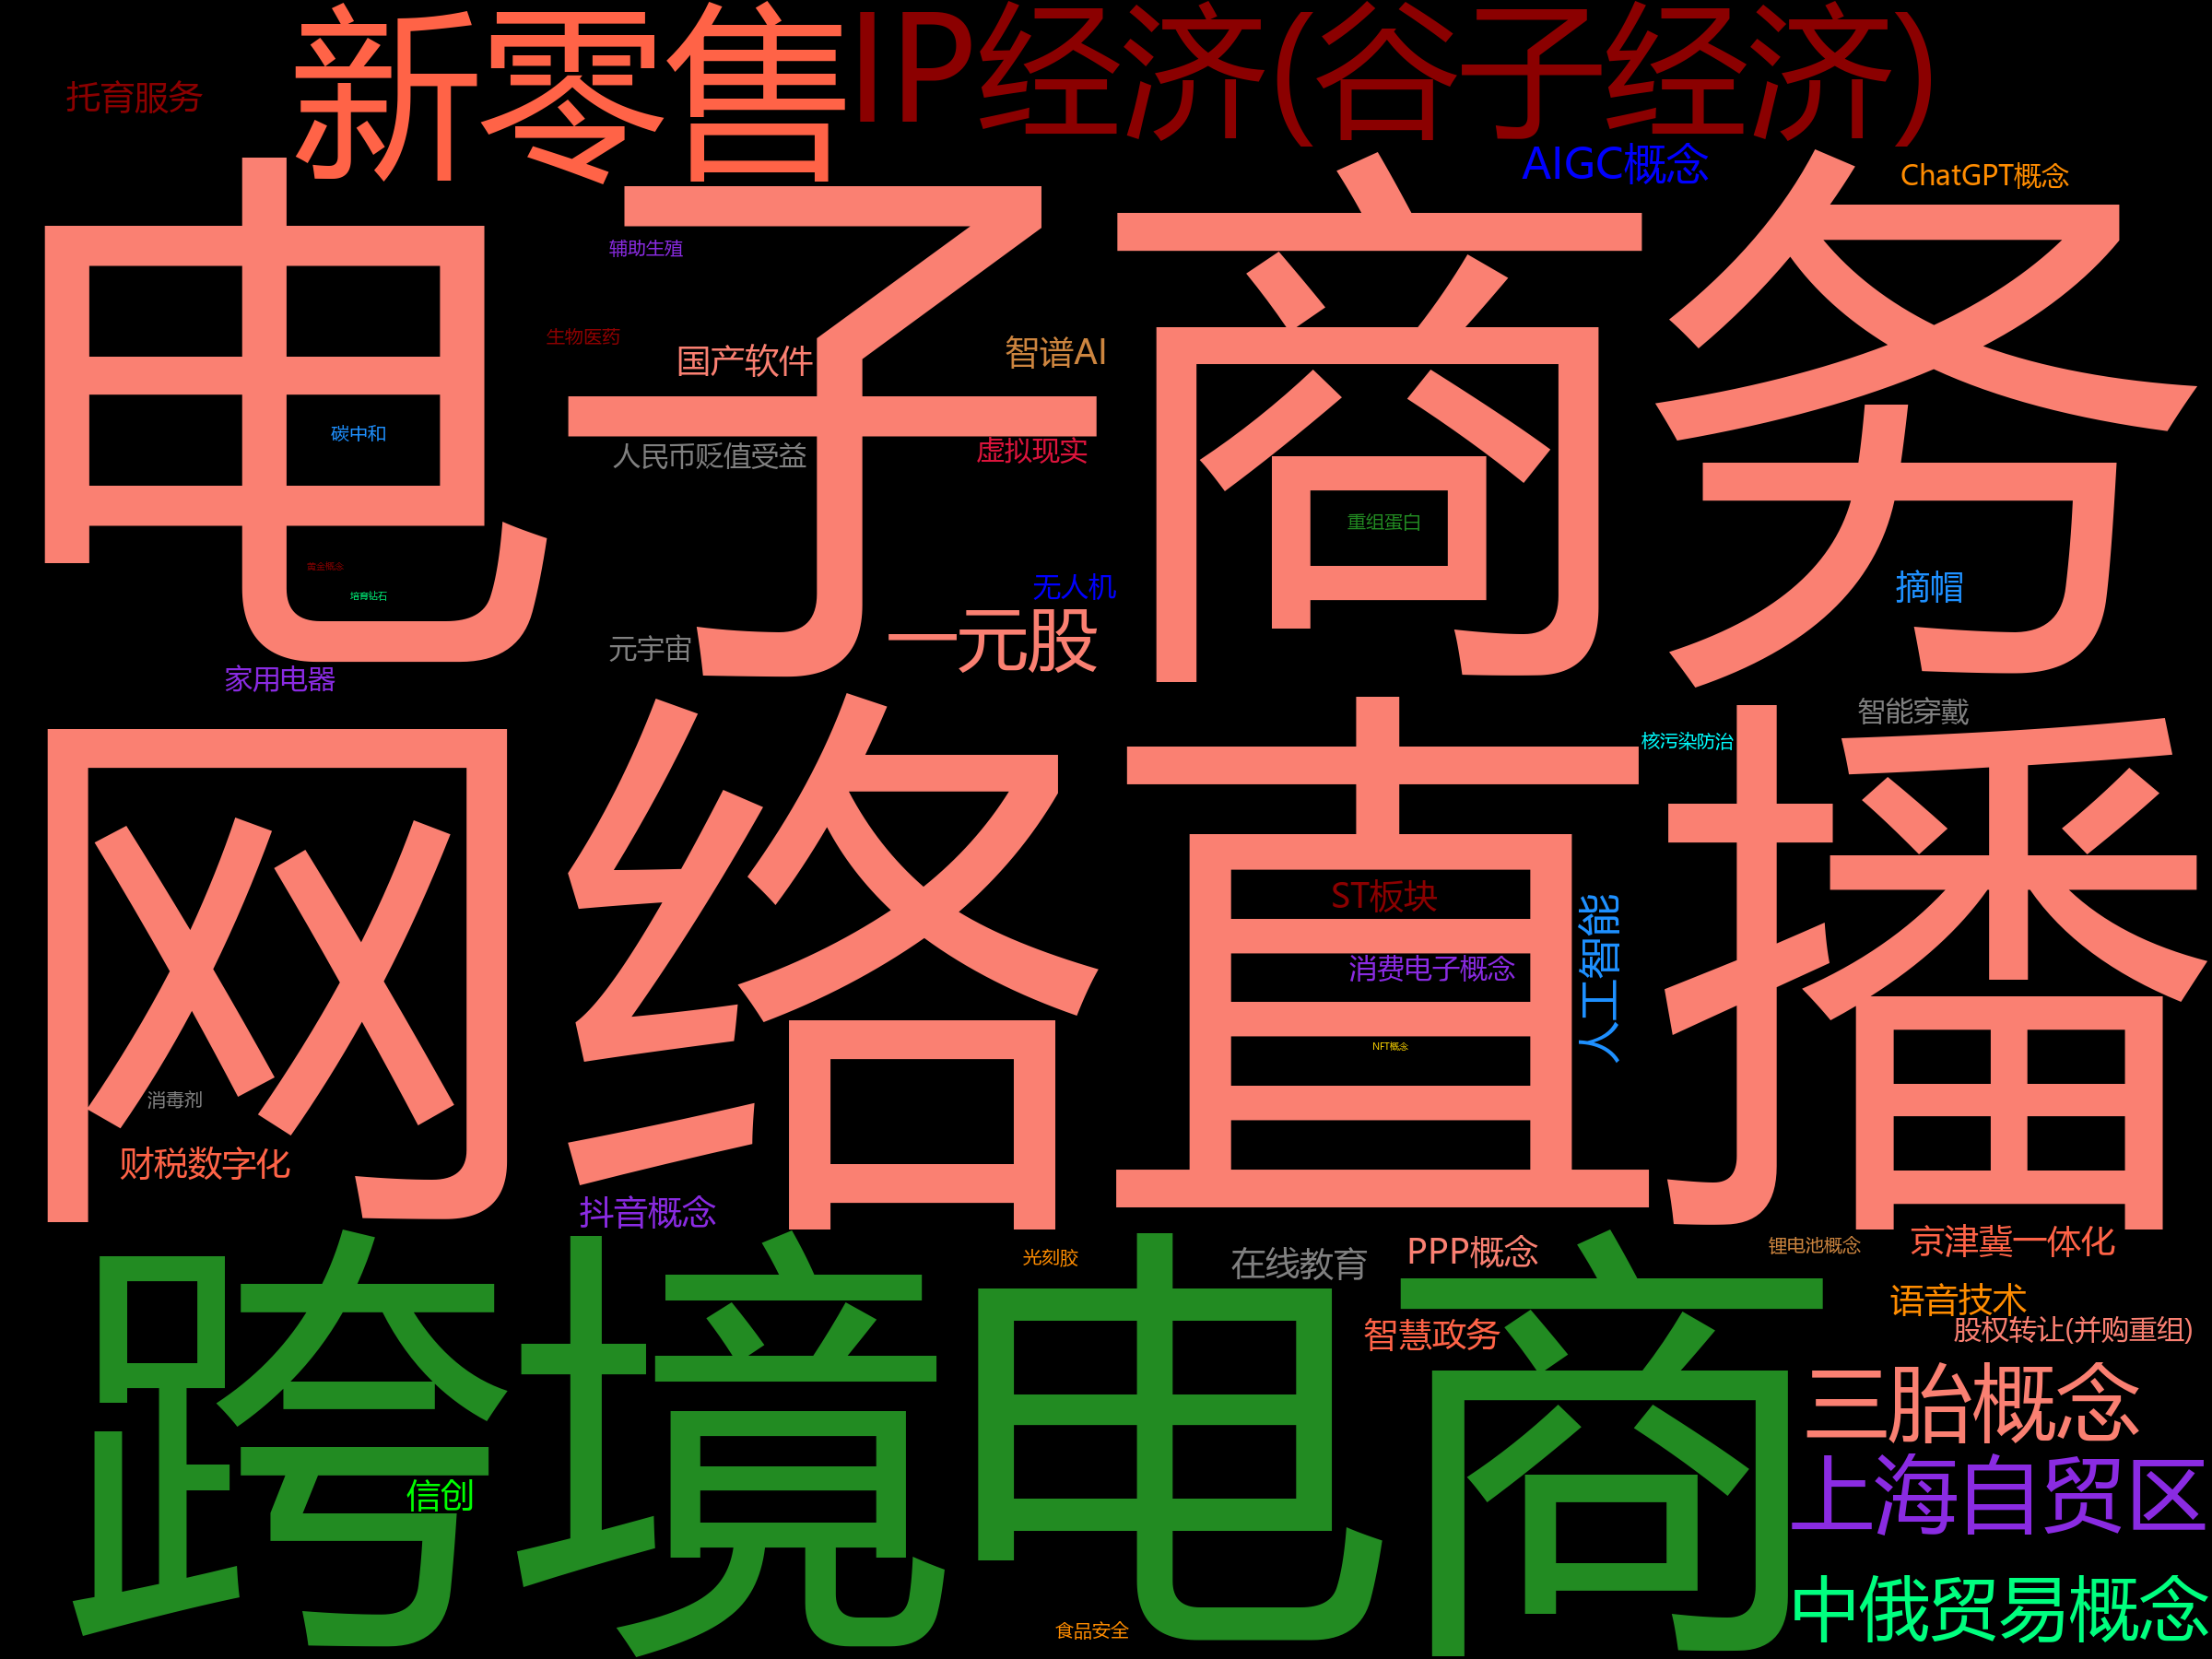 新零售
IP经济(谷子经济)
托育服务
AIGC概念
ChatGPT概念
电子商务
辅助生殖
生物医药
国产软件
智谱AI
碳中和
人民币贬值受益
虚拟现实
重组蛋白
黄金概念
培育钻石
无人机
摘帽
一元股
元宇宙
家用电器
网络直播
智能穿戴
核污染防治
ST板块
人工智能
消费电子概念
NFT概念
消毒剂
财税数字化
抖音概念
跨境电商
光刻胶
在线教育
PPP概念
锂电池概念
京津冀一体化
语音技术
智慧政务
股权转让(并购重组)
三胎概念
信创
上海自贸区
中俄贸易概念
食品安全